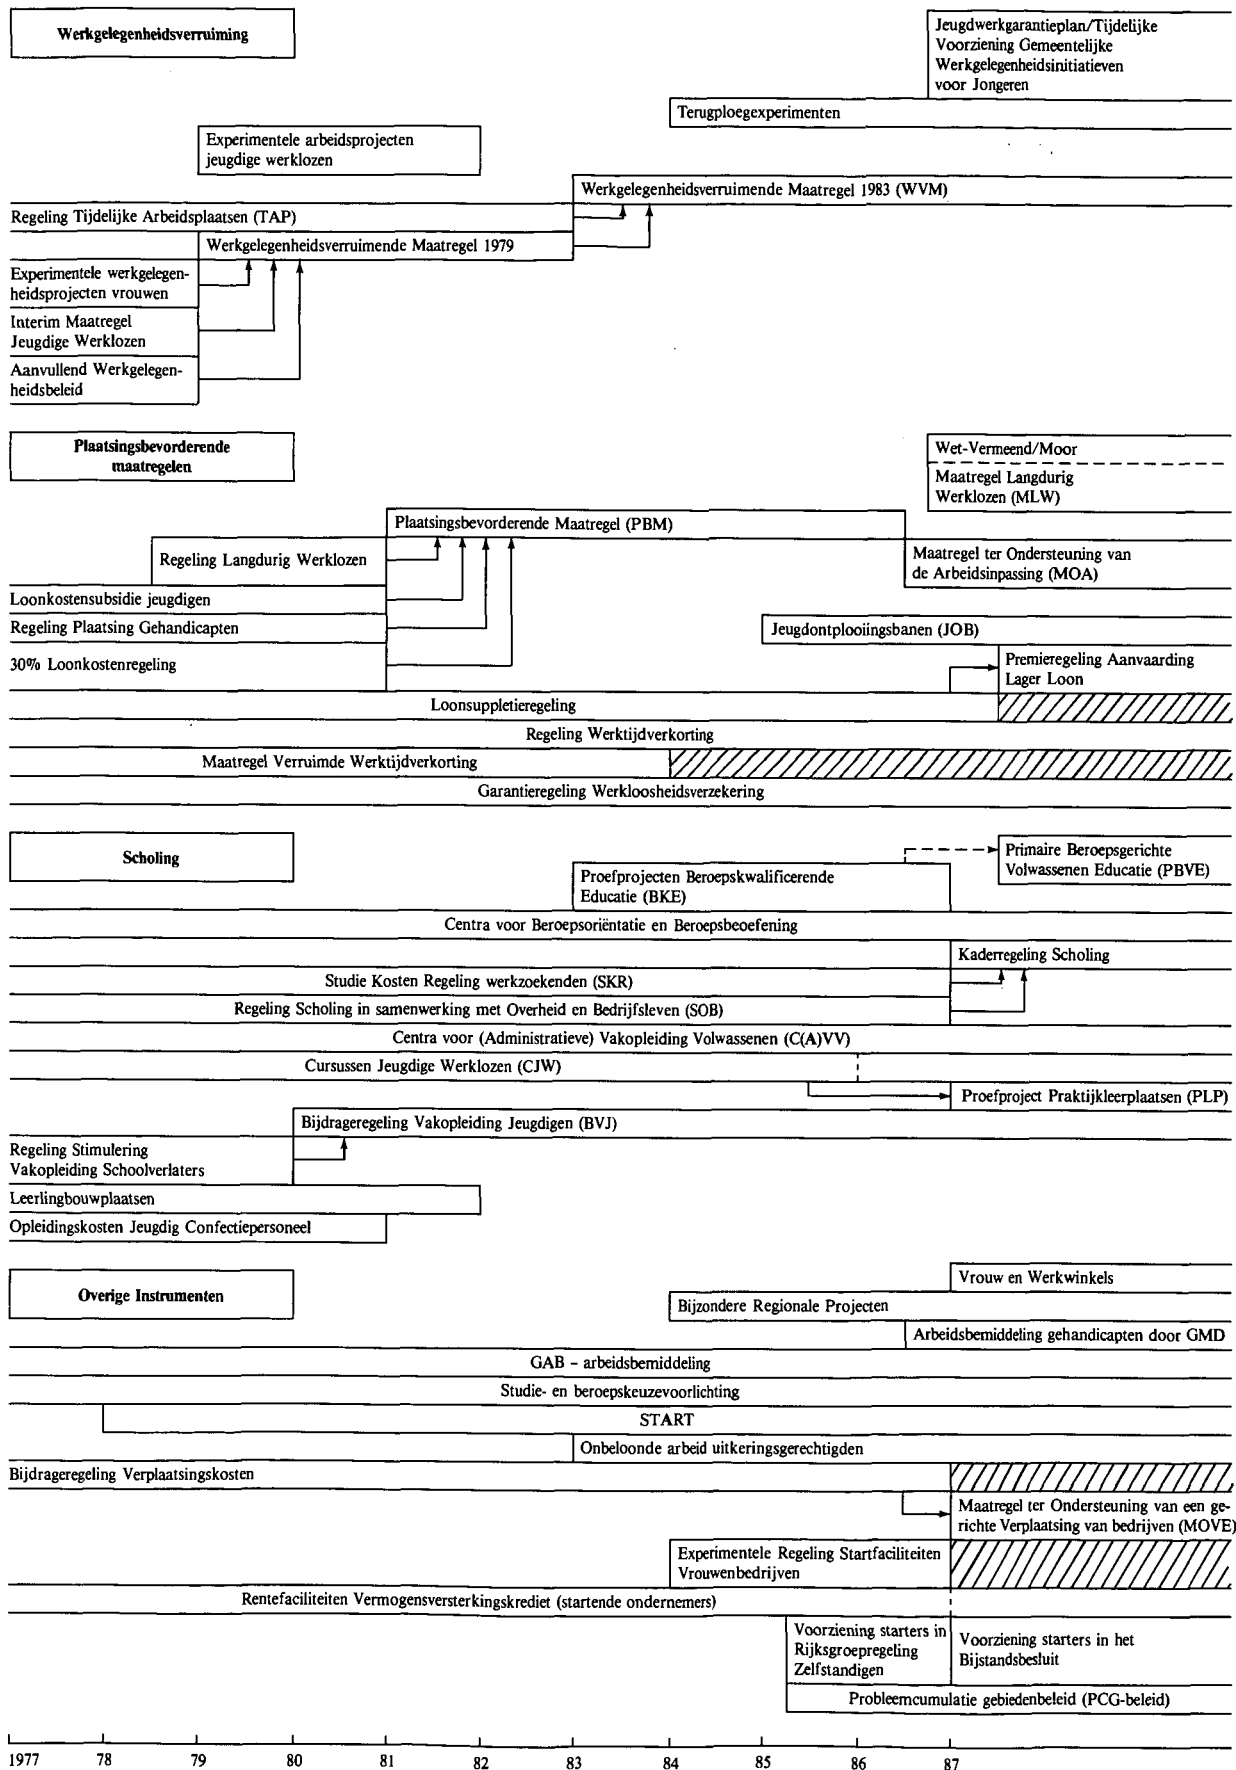 Werkgelegenheidsverruiming
Jeugdwerkgarantieplan/Tijdelijke
Voorziening Gemeentelijke
Werkgelegenheidsinitiatieven
voor Jongeren
Terugploegexperimenten
Experimentele arbeidsprojecten
jeugdige werklozen
Werkgelegenheidsverruimende Maatregel 1983 (WVM)
Regeling Tijdelijke Arbeidsplaatsen (TAP)
Werkgelegenheidsverruimende Maatregel 1979
Experimentele werkgelegen-
heidsprojecten vrouwen
Interim Maatregel
Jeugdige Werklozen
Aanvullend Werkgelegen-
heidsbeleid
Plaatsingsbevorderende
maatregelen
Wet-Vermeend/Moor
Maatregel Langdurig
Werklozen (MLW)
Plaatsingsbevorderende Maatregel (PBM)
Regeling Langdurig Werklozen
Maatregel ter Ondersteuning van
de Arbeidsinpassing (MOA)
Loonkostensubsidie jeugdigen
Regeling Plaatsing Gehandicapten
Jeugdontplooiingsbanen (JOB)
30% Loonkostenregeling
Premieregeling Aanvaarding
Lager Loon
Loonsuppletieregeling
Regeling Werktijdverkorting
Maatregel Verruimde Werktijdverkorting
Garantieregeling Werkloosheidsverzekering
Scholing
Primaire Beroepsgerichte
Volwassenen Educatie (PBVE)
Proefprojecten Beroepskwalificerende
Educatie (BKE)
Centra voor Beroepsoriëntatie en Beroepsbeoefening
Kaderregeling Scholing
Studie Kosten Regeling werkzoekenden (SKR)
Regeling Scholing in samenwerking met Overheid en Bedrijfsleven (SOB)
Centra voor (Administratieve) Vakopleiding Volwassenen (C(A)VV)
Cursussen Jeugdige Werklozen (CJW)
Proefproject Praktijkleerplaatsen (PLP)
Bijdrageregeling Vakopleiding Jeugdigen (BVJ)
Regeling Stimulering
Vakopleiding Schoolverlaters
Leerlingbouwplaatsen
Opleidingskosten Jeugdig Confectiepersoneel
Overige Instrumenten
Vrouw en Werkwinkels
Bijzondere Regionale Projecten
Arbeidsbemiddeling gehandicapten door GMD
GAB - arbeidsbemiddeling
Studie- en beroepskeuzevoorlichting
START
Onbeloonde arbeid uitkeringsgerechtigden
Bijdrageregeling Verplaatsingskosten
Maatregel ter Ondersteuning van een ge-
richte Verplaatsing van bedrijven (MOVE)
Experimentele Regeling Startfaciliteiten
Vrouwenbedrijven
Rentefaciliteiten Vermogensversterkingskrediet (startende ondernemers)
Voorziening starters in
Rijksgroepregeling
Zelfstandigen
Voorziening starters in het
Bijstandsbesluit
Probleemcumulatie gebiedenbeleid (PCG-beleid)
1977 78 79 80 81 82 83 84 85 86 87